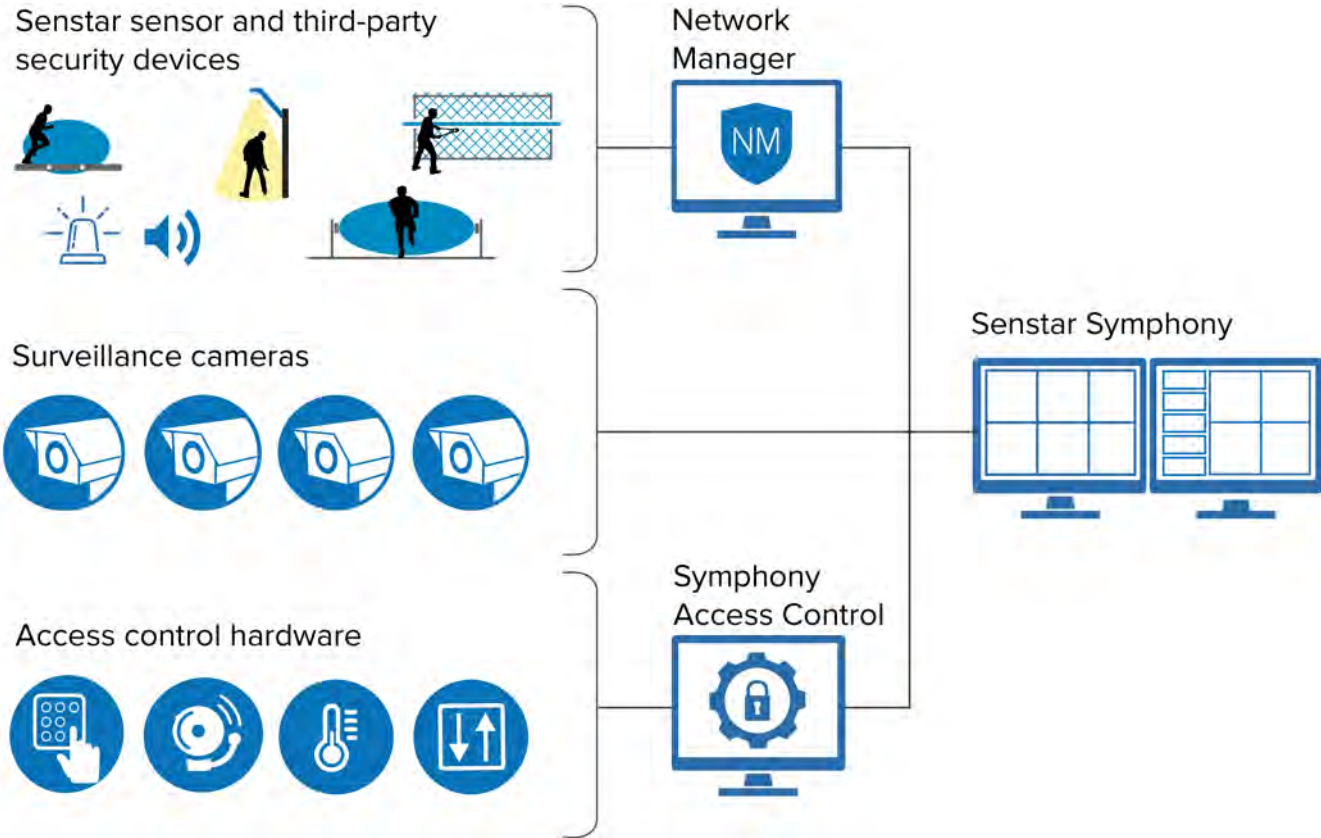 Senstar sensor and third-party
security devices
Network
Manager
NM
Surveillance cameras
Senstar Symphony
Symphony
Access Control
Access control hardware